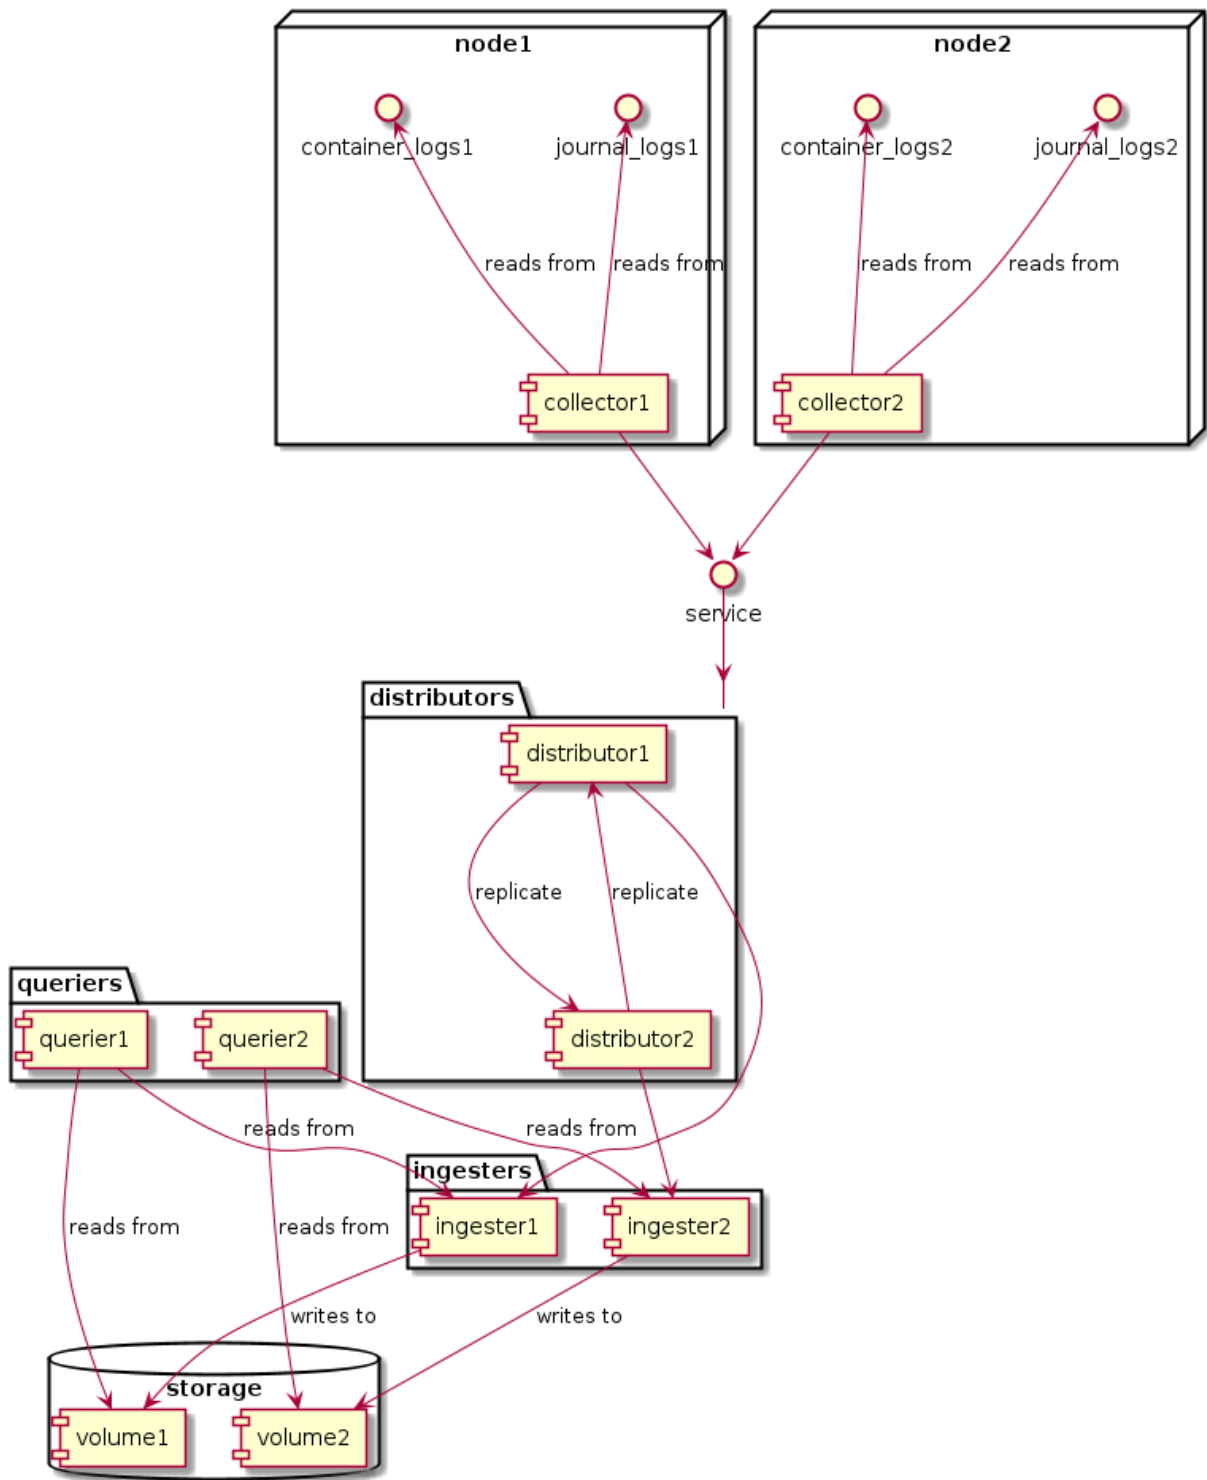 node1
node2
container_logs1
journal_logs1
container_logs2
journal_logs2
reads from
reads from
reads from
reads from
collector1
collector2
service
distributors
distributor1
replicate
replicate
queriers
querier1
querier2
distributor2
reads from
reads from
ingesters
ingester1
ingester2
reads from
reads from
writes to
writes to
storage
volume1
volume2